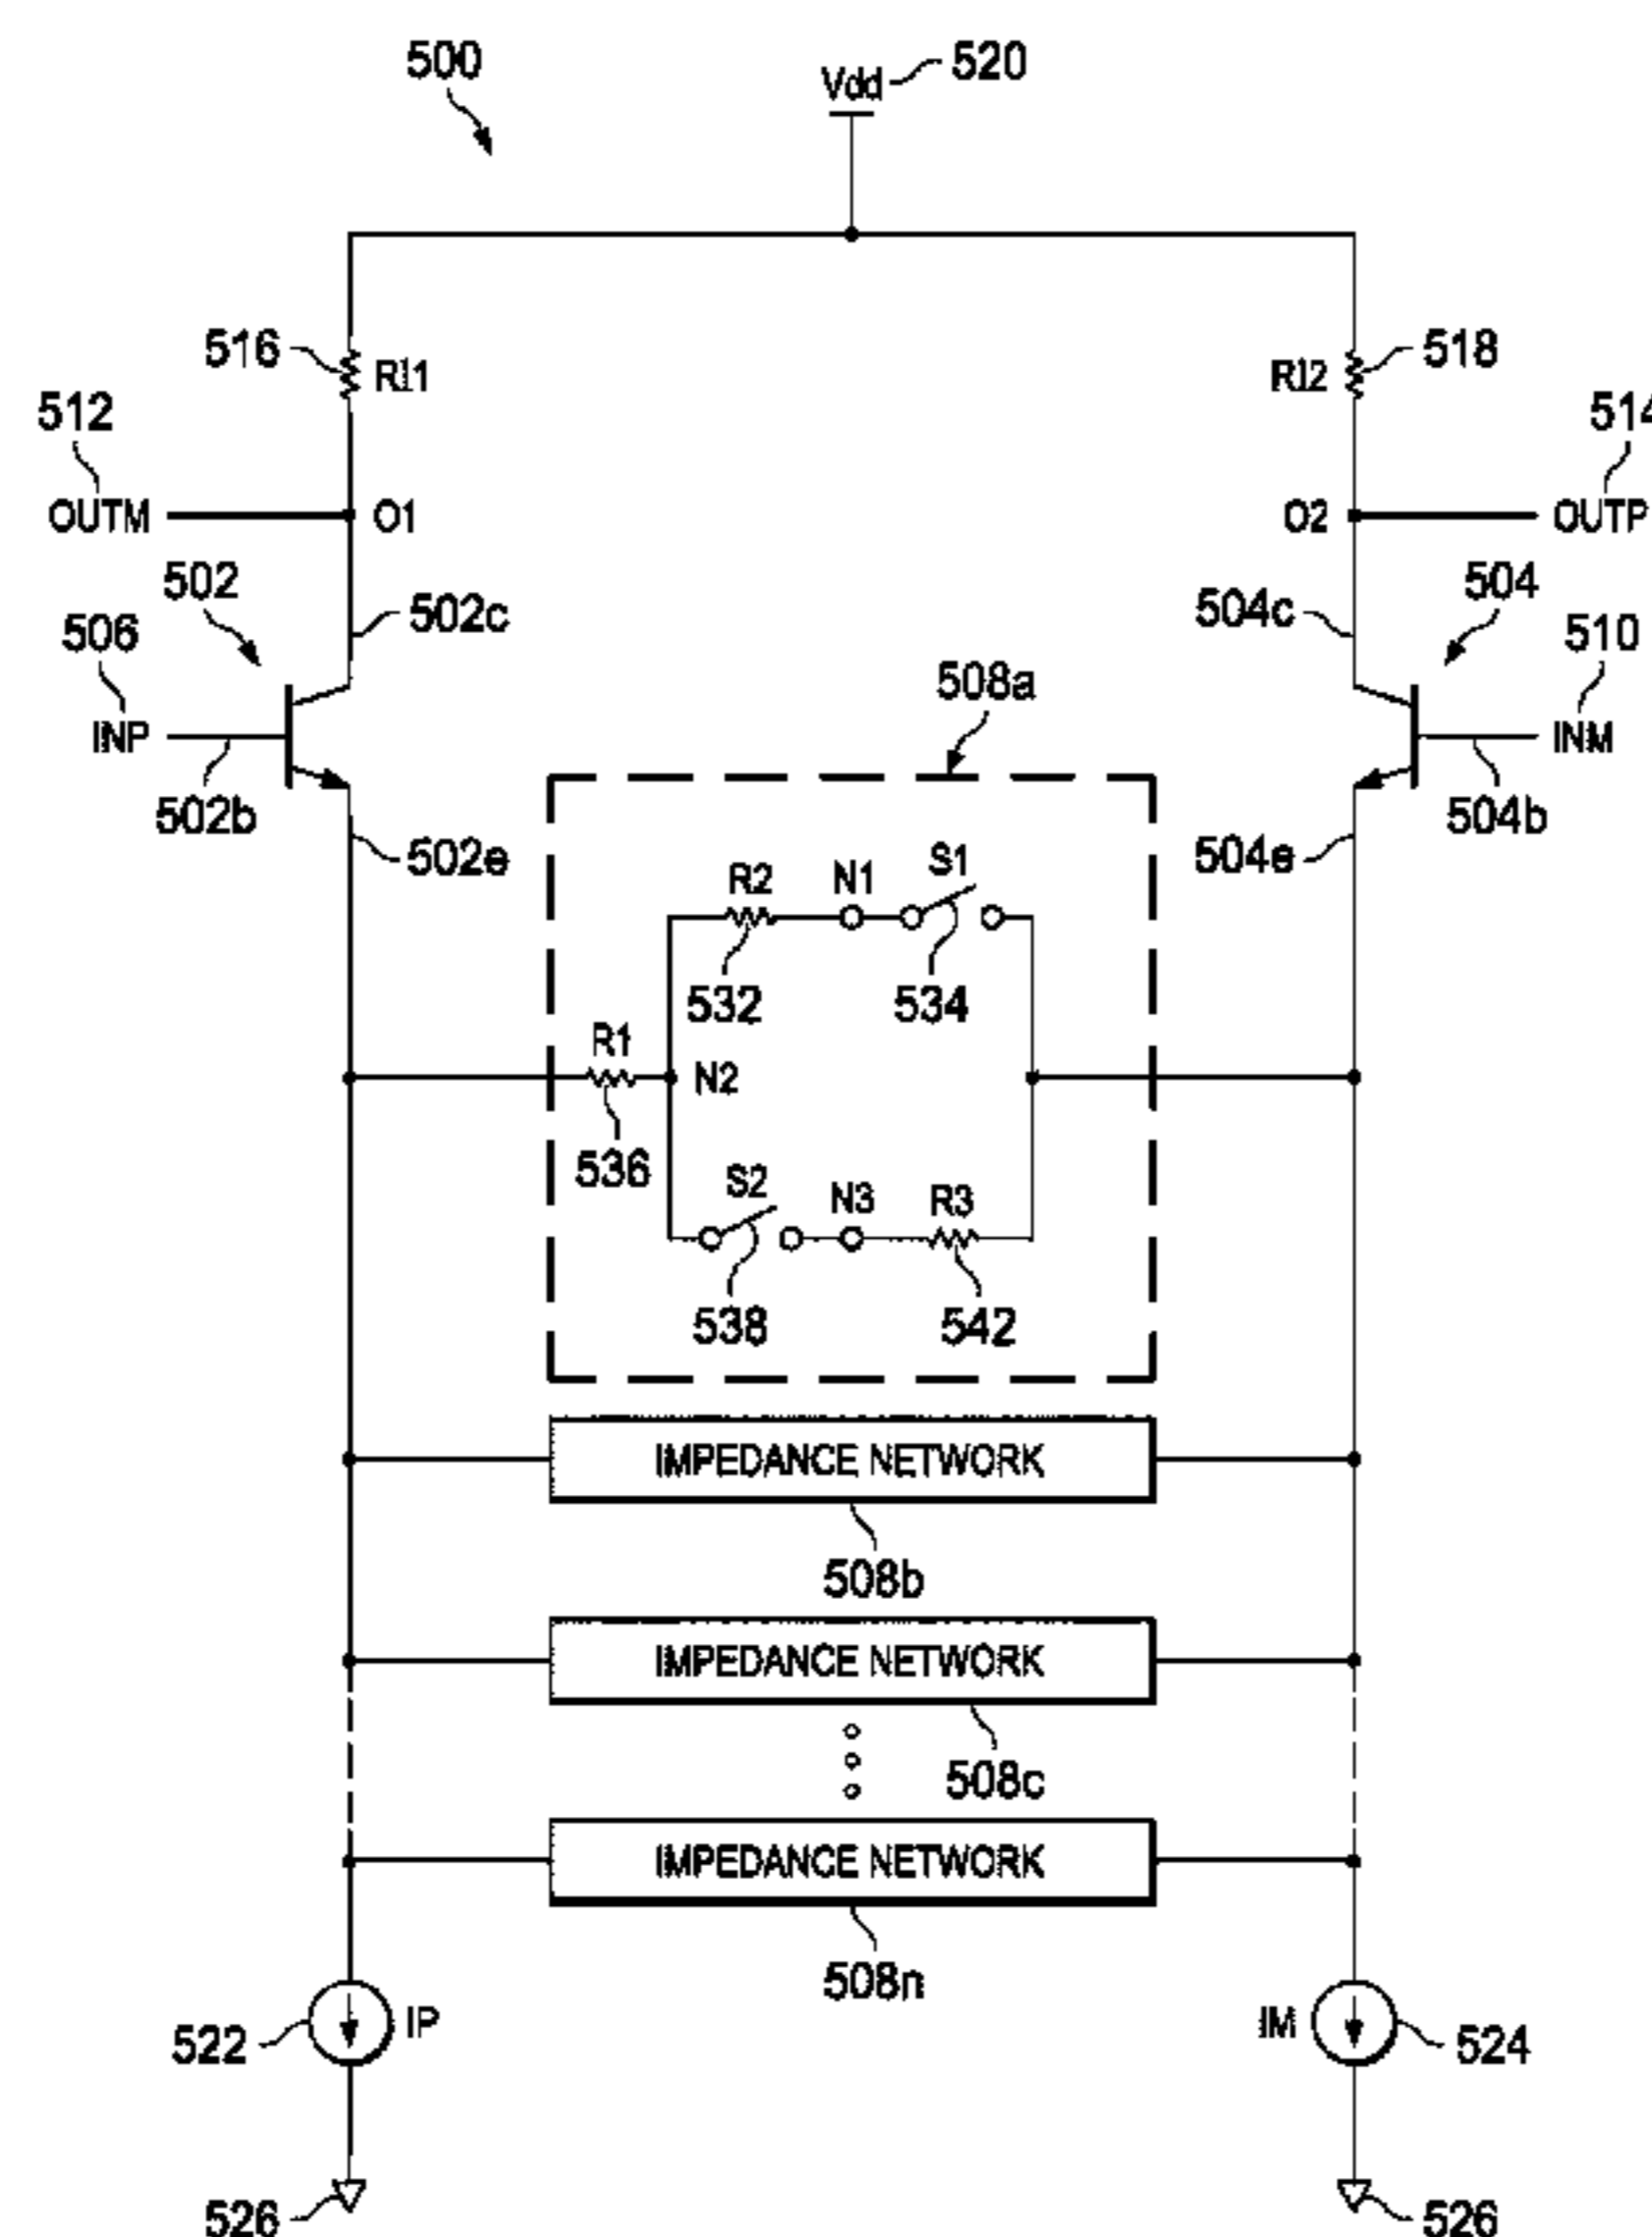 500
Vdd
520
516
Rl1
Rl2
518
512
514
OUTM
O1
O2
OUTP
502
504
506
502c
504c
510
508a
INP
INM
502b
504b
502e
504e
R2
N1
S1
532
534
R1
N2
536
S2
N3
R3
538
542
IMPEDANCE NETWORK
508b
IMPEDANCE NETWORK
508c
IMPEDANCE NETWORK
508n
522
IP
IM
524
526
526